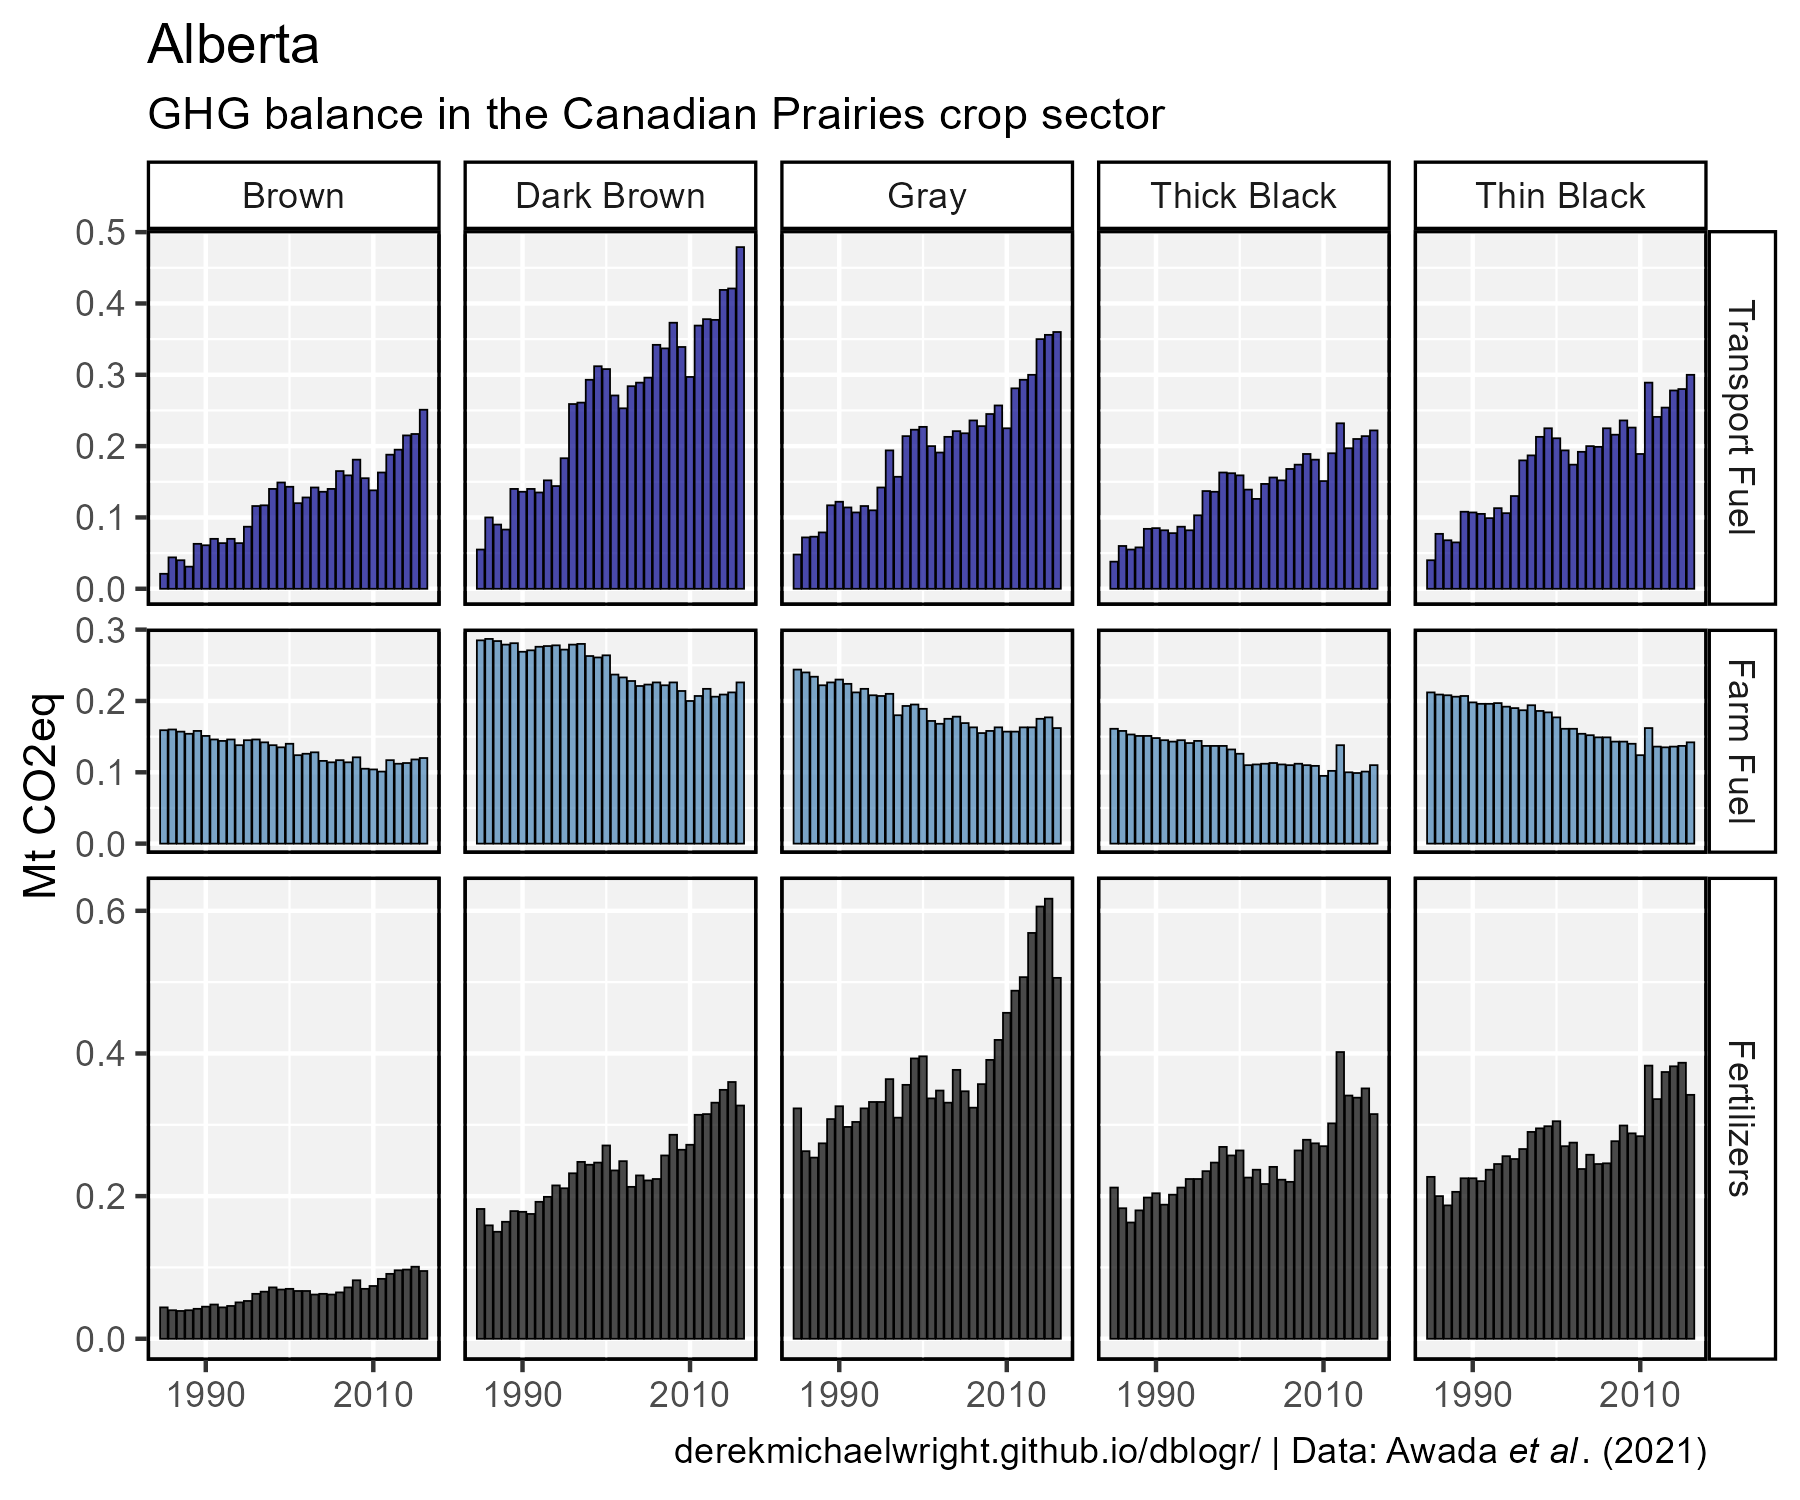 Alberta
GHG balance in the Canadian Prairies crop sector
Brown
Dark Brown
Gray
Thick Black
Thin Black
0.5
0.4
0.3
0.2
0.1
0.0
Transport Fuel
0.3
0.2
0.1
0.0
Farm Fuel
Mt CO2eq
0.6
0.4
0.2
0.0
Fertilizers
1990 2010
1990 2010
1990 2010
1990 2010
1990 2010
derekmichaelwright.github.io/dblogr/ | Data: Awada et al. (2021)